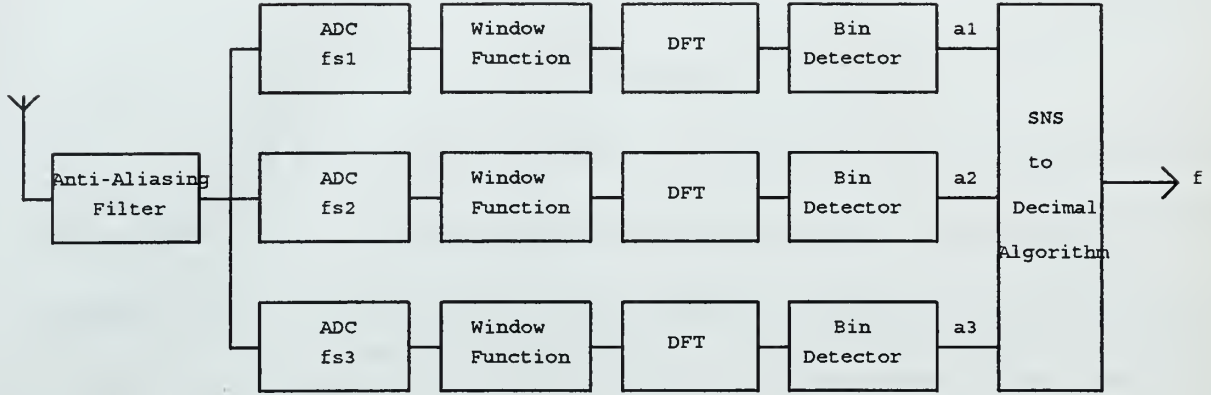 ADC
fs1
Window
Function
DFT
Bin
Detector
a1
Anti-Aliasing
Filter
ADC
fs2
Window
Function
DFT
Bin
Detector
a2
ADC
fs3
Window
Function
DFT
Bin
Detector
a3
SNS
to
Decimal
Algorithm
f